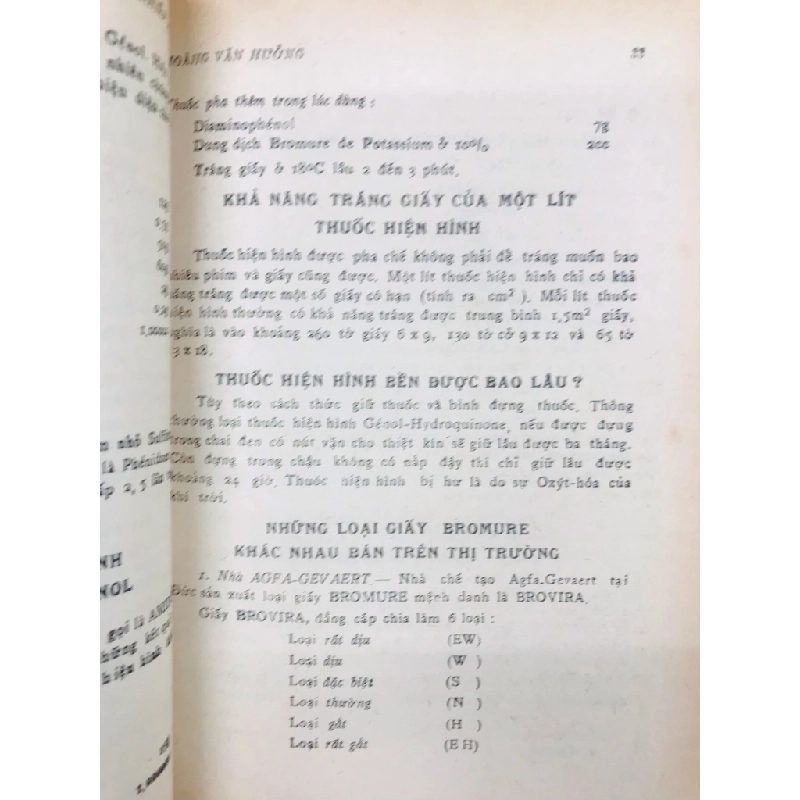 HOÀNG VĂN HƯỞNG
Thuốc pha thêm trong lúc dùng :
Diaminophénol
Dung dịch Bromure de Potassium ở 10%
Tráng giấy ở 18°C lâu 2 đến 3 phút.
KHẢ NĂNG TRÁNG GIẤY CỦA MỘT LÍT
THUỐC HIỆN HÌNH
Thuốc hiện hình được pha chế không phải để tráng muốn bao
nhiêu phim và giấy cũng được. Một lít thuốc hiện hình chỉ có khả
năng tráng được một số giấy có hạn (tính ra cm²). Mỗi lít thuốc
hiện hình thường có khả năng tráng được trung bình 1,5m² giấy,
nghĩa là vào khoảng 260 tờ giấy 6 x 9, 130 tờ cỡ 9 x 12 và 65 tờ
13 x 18.
THUỐC HIỆN HÌNH BỀN ĐƯỢC BAO LÂU ?
Tùy theo cách thức giữ thuốc và bình đựng thuốc. Thông
thường loại thuốc hiện hình Génol-Hydroquinone, nếu được đựng
trong chai đen có nút vặn cho thiệt kín sẽ giữ lâu được ba tháng.
Còn đựng trong chậu không có nắp đậy thì chỉ giữ lâu được
khoảng 24 giờ. Thuốc hiện hình bị hư là do sự Oxýt-hóa của
khí trời.
NHỮNG LOẠI GIẤY BROMURE
KHÁC NHAU BÁN TRÊN THỊ TRƯỜNG
1. Nhà AGFA-GEVAERT — Nhà chế tạo Agfa-Gevaert tại
Đức sản xuất loại giấy BROMURE mệnh danh là BROVIRA.
Giấy BROVIRA, đẳng cấp chia làm 6 loại :
Loại rất dịu (EW)
Loại dịu (W )
Loại đặc biệt (S )
Loại thường (N )
Loại gắt (H )
Loại rất gắt (E H)